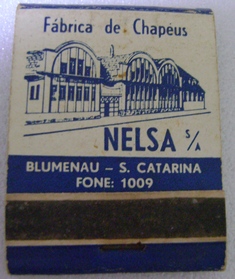 Fábrica de Chapéus
NELSA S/A
BLUMENAU - S. CATARINA
FONE: 1009